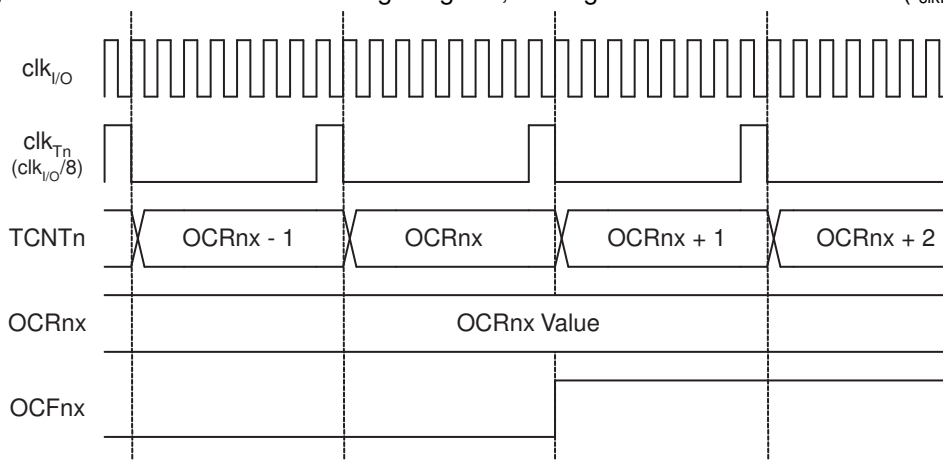 clkI/O
clkTn
(clkI/O/8)
TCNTn OCRnx - 1 OCRnx OCRnx + 1 OCRnx + 2
OCRnx OCRnx Value
OCFnx